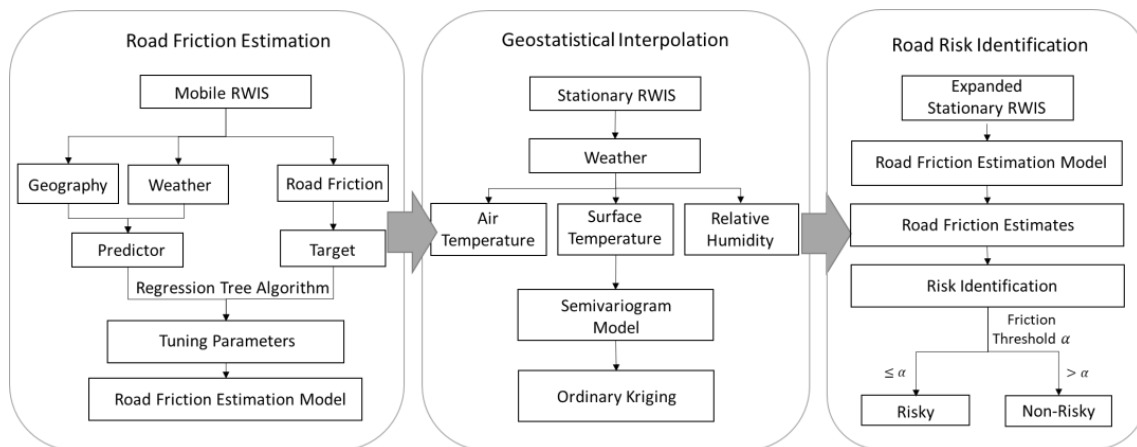 Road Friction Estimation
Mobile RWIS
Geography
Weather
Road Friction
Predictor
Target
Regression Tree Algorithm
Tuning Parameters
Road Friction Estimation Model
Geostatistical Interpolation
Stationary RWIS
Weather
Air
Temperature
Surface
Temperature
Relative
Humidity
Semivariogram
Model
Ordinary Kriging
Road Risk Identification
Expanded
Stationary RWIS
Road Friction Estimation Model
Road Friction Estimates
Risk Identification
Friction
Threshold α
≤ α
> α
Risky
Non-Risky